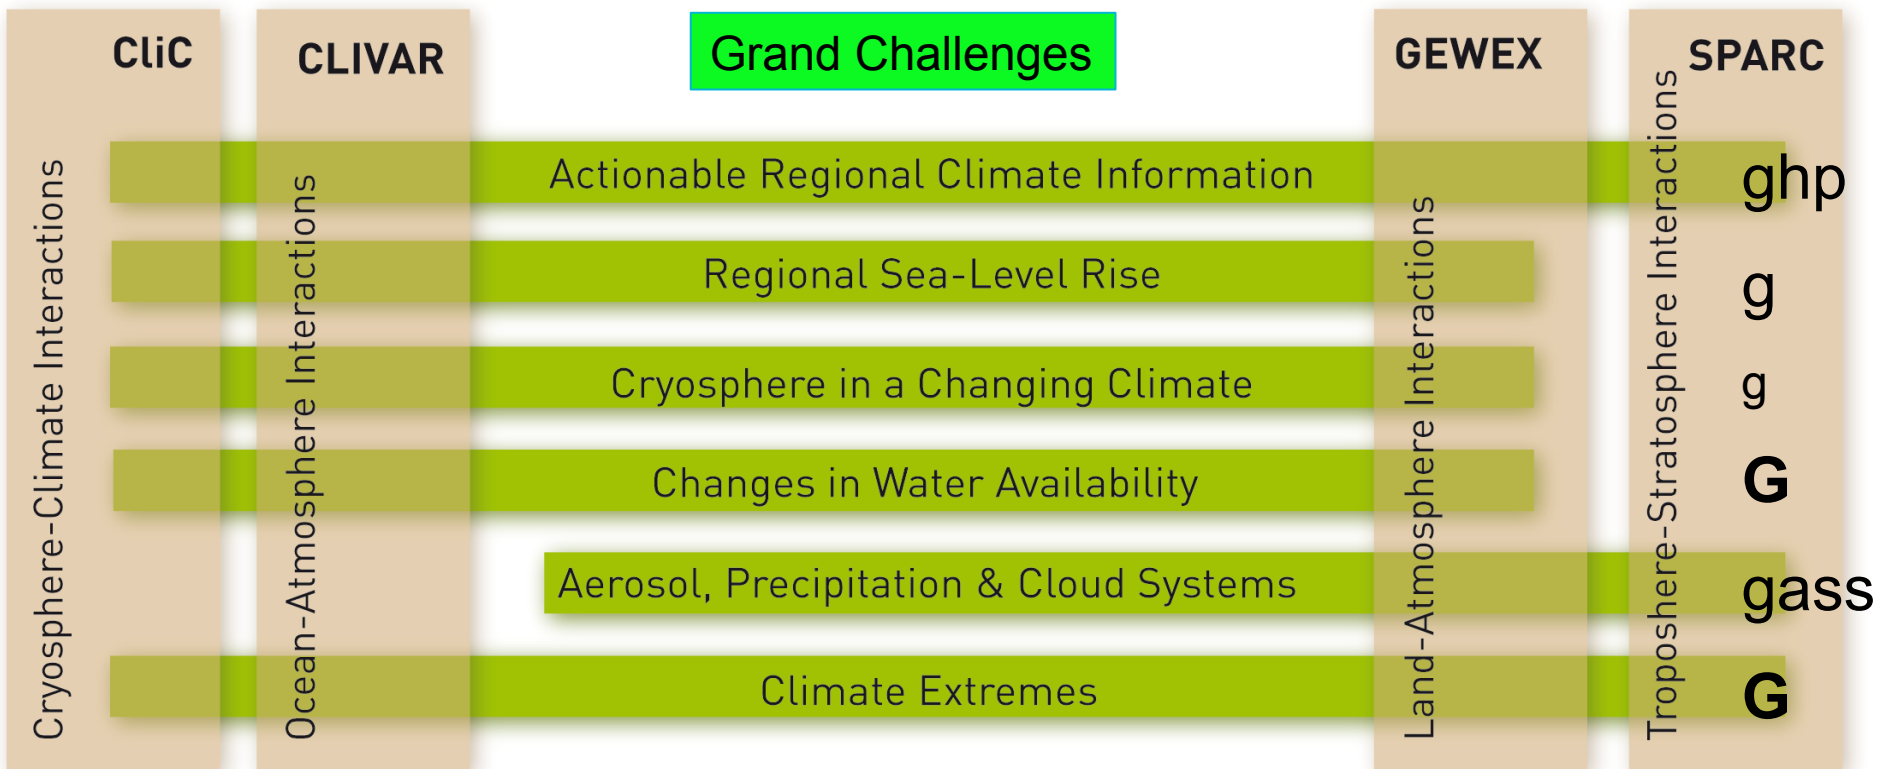 CliC
CLIVAR
Grand Challenges
GEWEX
SPARC
Cryosphere-Climate Interactions
Ocean-Atmosphere Interactions
Land-Atmosphere Interactions
Troposhere-Stratosphere Interactions
Actionable Regional Climate Information
ghp
Regional Sea-Level Rise
g
Cryosphere in a Changing Climate
g
Changes in Water Availability
G
Aerosol, Precipitation & Cloud Systems
gass
Climate Extremes
G